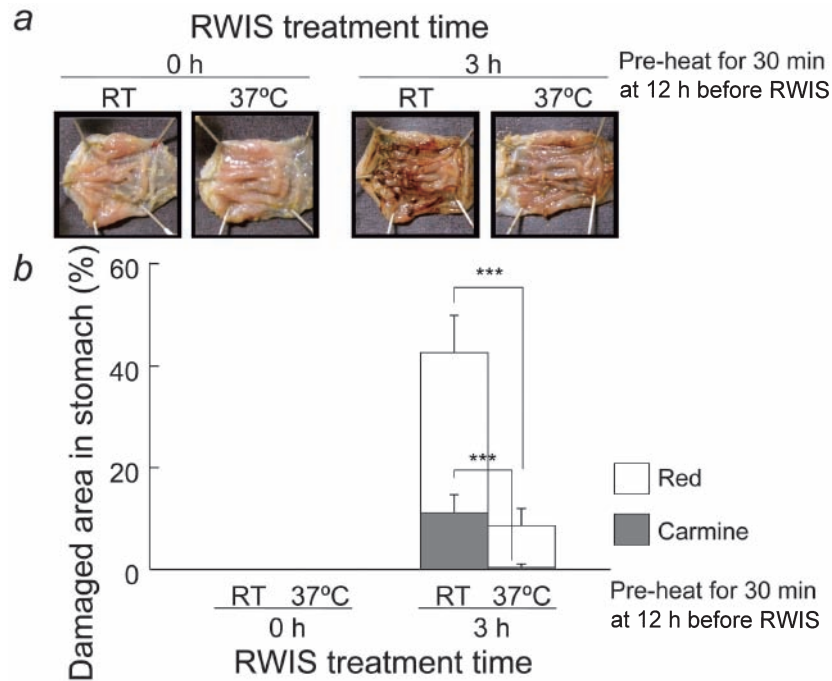 a
RWIS treatment time
0 h
3 h
Pre-heat for 30 min
at 12 h before RWIS
RT
37ºC
RT
37ºC
b
Damaged area in stomach (%)
60
40
20
0
***
***
Red
Carmine
RT
37ºC
RT
37ºC
Pre-heat for 30 min
at 12 h before RWIS
0 h
3 h
RWIS treatment time